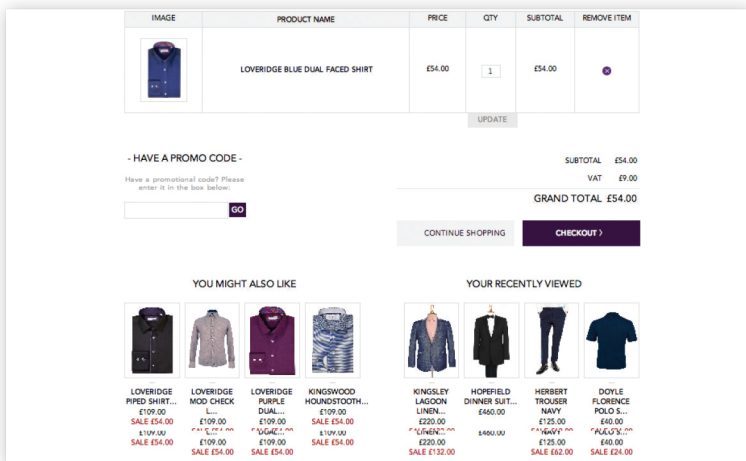 IMAGE PRODUCT NAME PRICE QTY SUBTOTAL REMOVE ITEM
LOVERIDGE BLUE DUAL FACED SHIRT £54.00 1 £54.00
UPDATE
- HAVE A PROMO CODE -
Have a promotional code? Please
enter it in the box below:
GO
SUBTOTAL £54.00
VAT £9.00
GRAND TOTAL £54.00
CONTINUE SHOPPING
CHECKOUT >
YOU MIGHT ALSO LIKE
LOVERIDGE
PIPED SHIRT...
£109.00
SALE £54.00
£109.00
SALE £54.00
LOVERIDGE
MOD CHECK
L...
£109.00
£109.00
SALE £54.00
LOVERIDGE
PURPLE
DUAL...
£109.00
DUAL...
£109.00
SALE £54.00
KINGSWOOD
HOUNDSTOOTH...
£109.00
SALE £54.00
£109.00
SALE £54.00
YOUR RECENTLY VIEWED
KINGSLEY
LAGOON
LINEN...
£220.00
LINEN...
£220.00
SALE £132.00
HOPEFIELD
DINNER SUIT...
£460.00
£460.00
HERBERT
TROUSER
NAVY
£125.00
NAVY
£125.00
SALE £62.00
DOYLE
FLORENCE
POLO S...
£40.00
POLO S...
£40.00
SALE £24.00